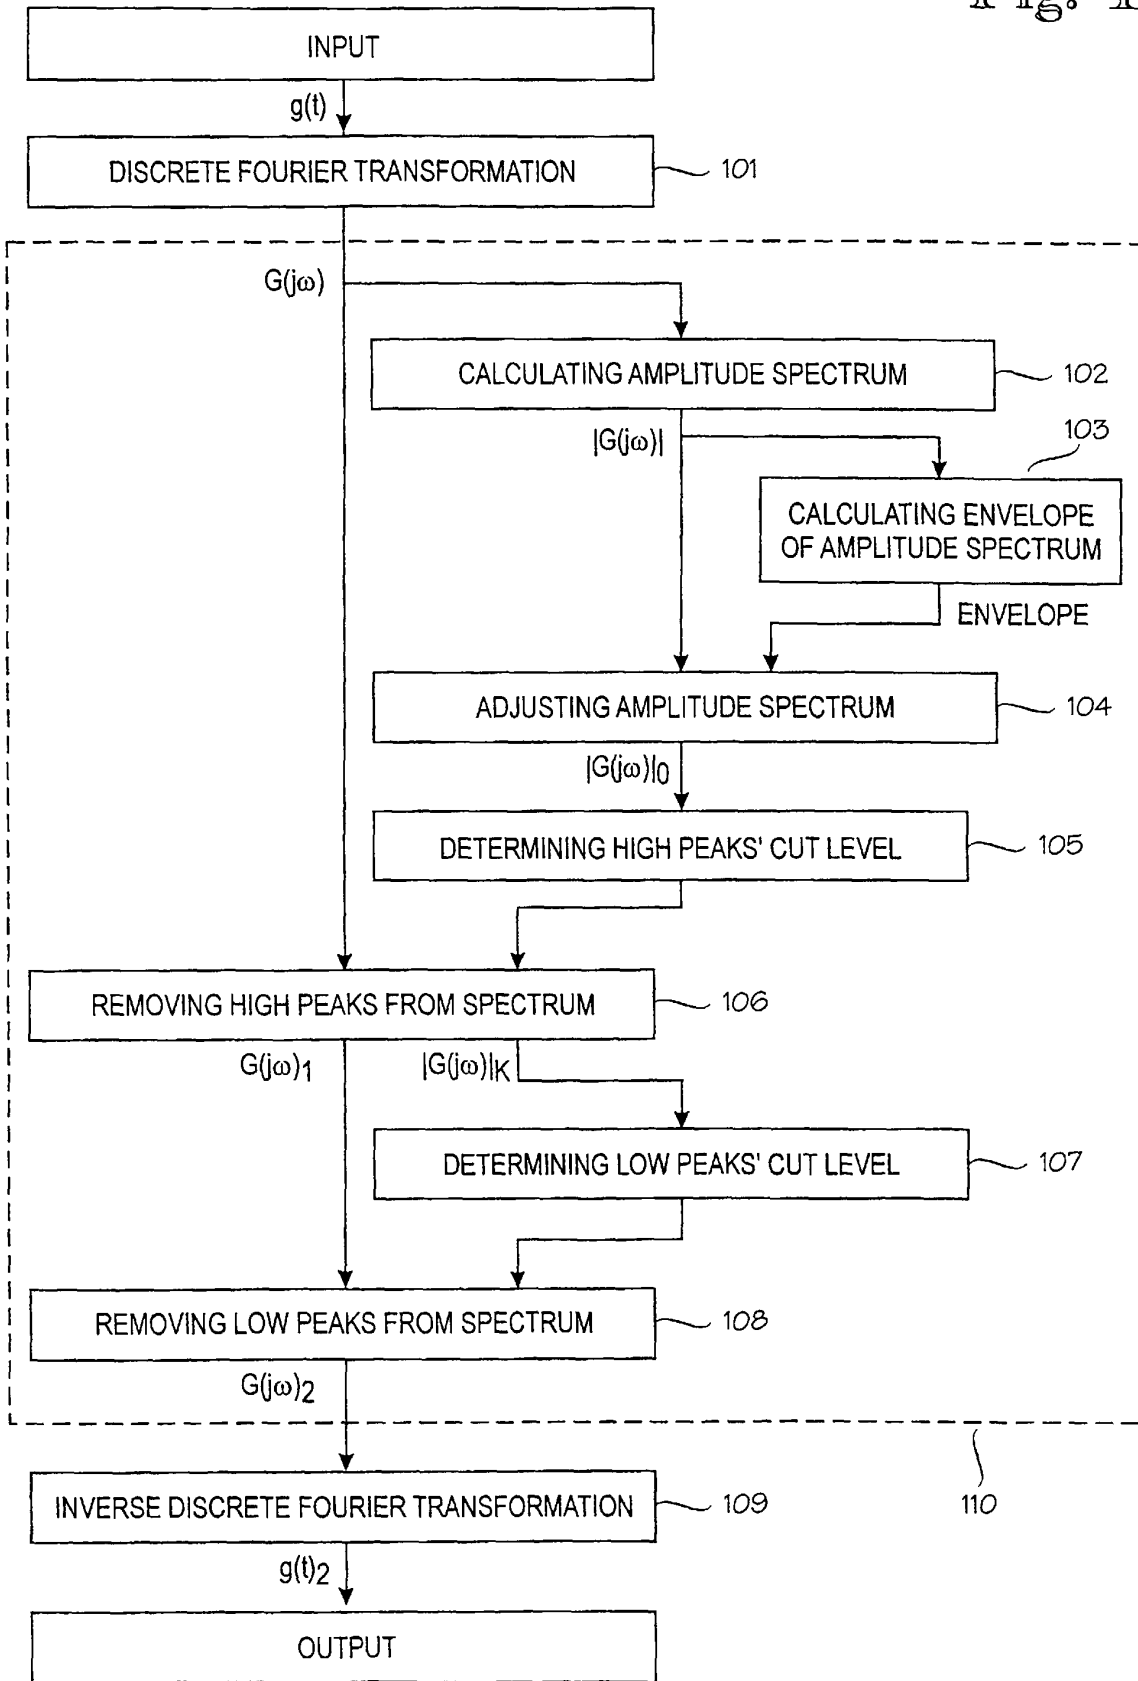 Fig. 1
INPUT
g(t)
DISCRETE FOURIER TRANSFORMATION
101
G(jω)
CALCULATING AMPLITUDE SPECTRUM
102
|G(jω)|
103
CALCULATING ENVELOPE
OF AMPLITUDE SPECTRUM
ENVELOPE
ADJUSTING AMPLITUDE SPECTRUM
104
|G(jω)|0
DETERMINING HIGH PEAKS' CUT LEVEL
105
REMOVING HIGH PEAKS FROM SPECTRUM
106
G(jω)1
|G(jω)|K
DETERMINING LOW PEAKS' CUT LEVEL
107
REMOVING LOW PEAKS FROM SPECTRUM
108
G(jω)2
INVERSE DISCRETE FOURIER TRANSFORMATION
109
110
g(t)2
OUTPUT